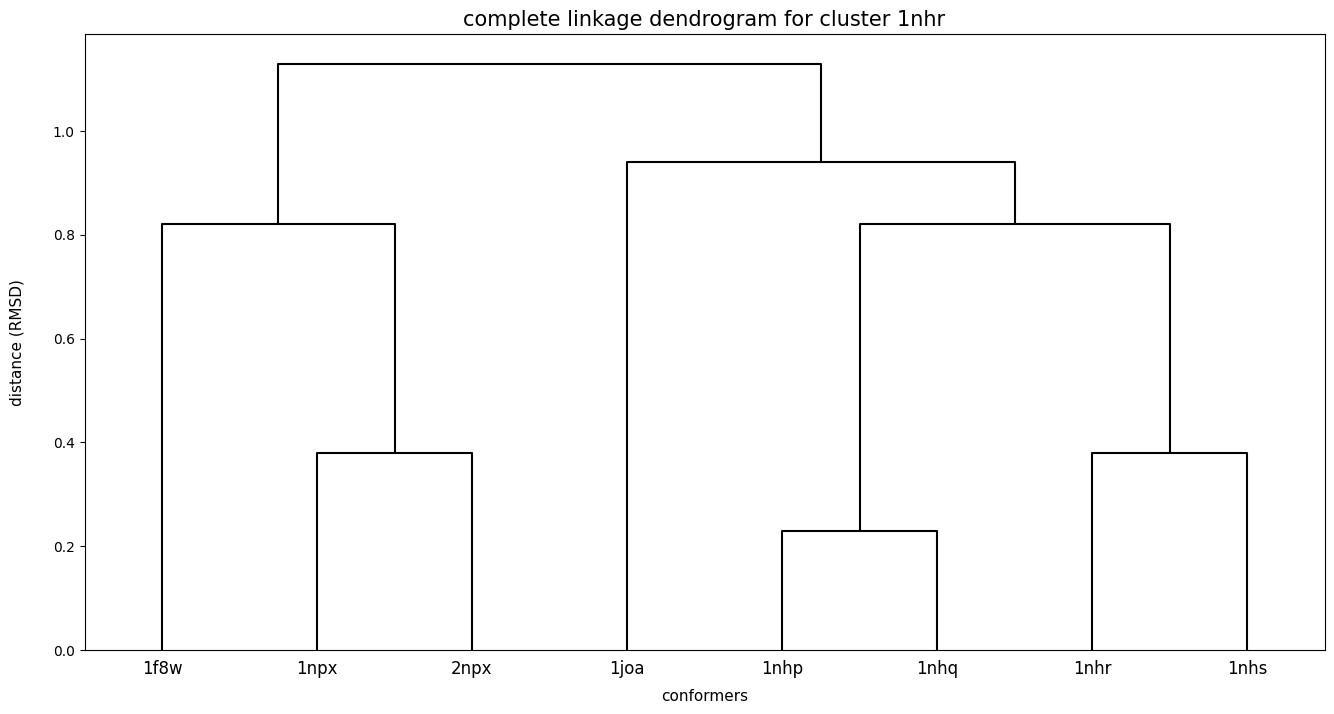 complete linkage dendrogram for cluster 1nhr
distance (RMSD)
1.0
0.8
0.6
0.4
0.2
0.0
1f8w 1npx 2npx 1joa 1nhp 1nhq 1nhr 1nhs
conformers